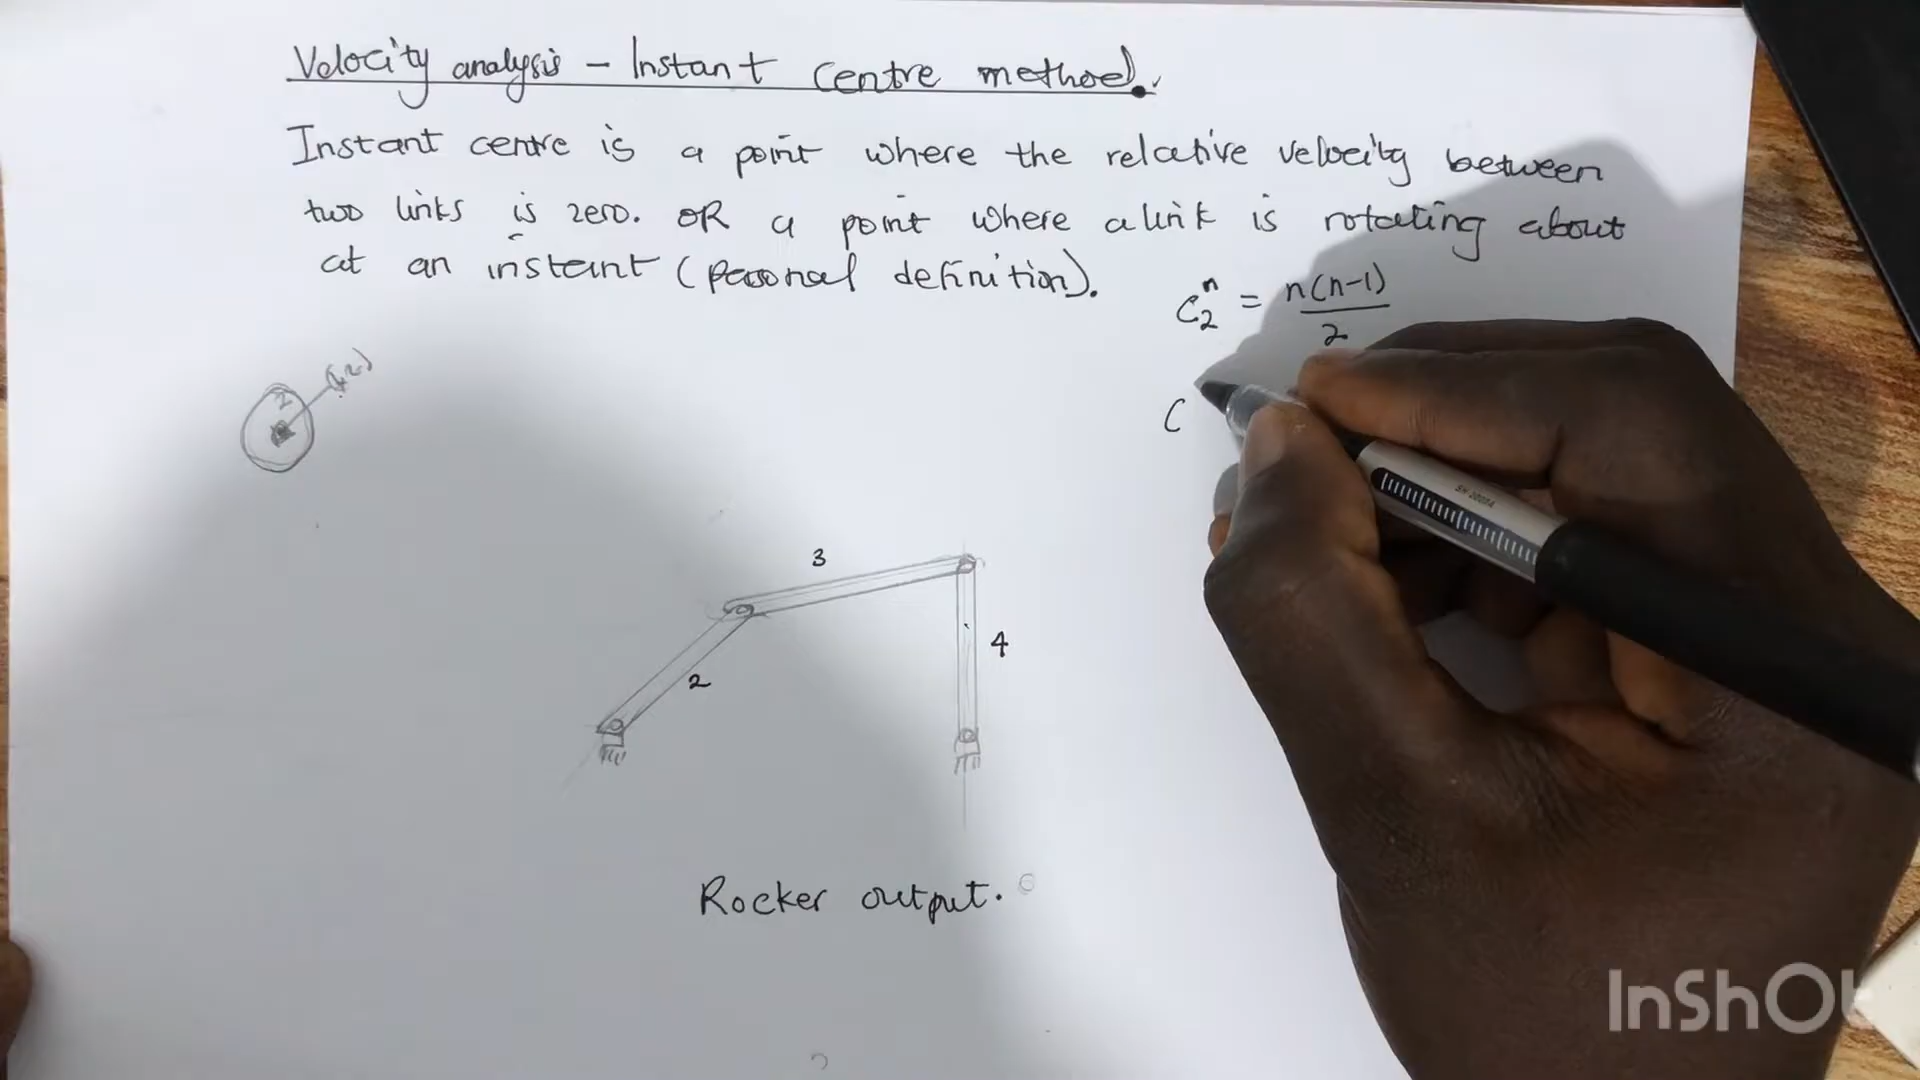 Velocity analysis - Instant Centre method.
Instant centre is a point where the relative velocity between
two links is zero. OR a point where a link is rotating about
at an instant (Personal definition).
C₂ⁿ = n(n-1)/2
C
2
3
4
2
Rocker output.
InShO